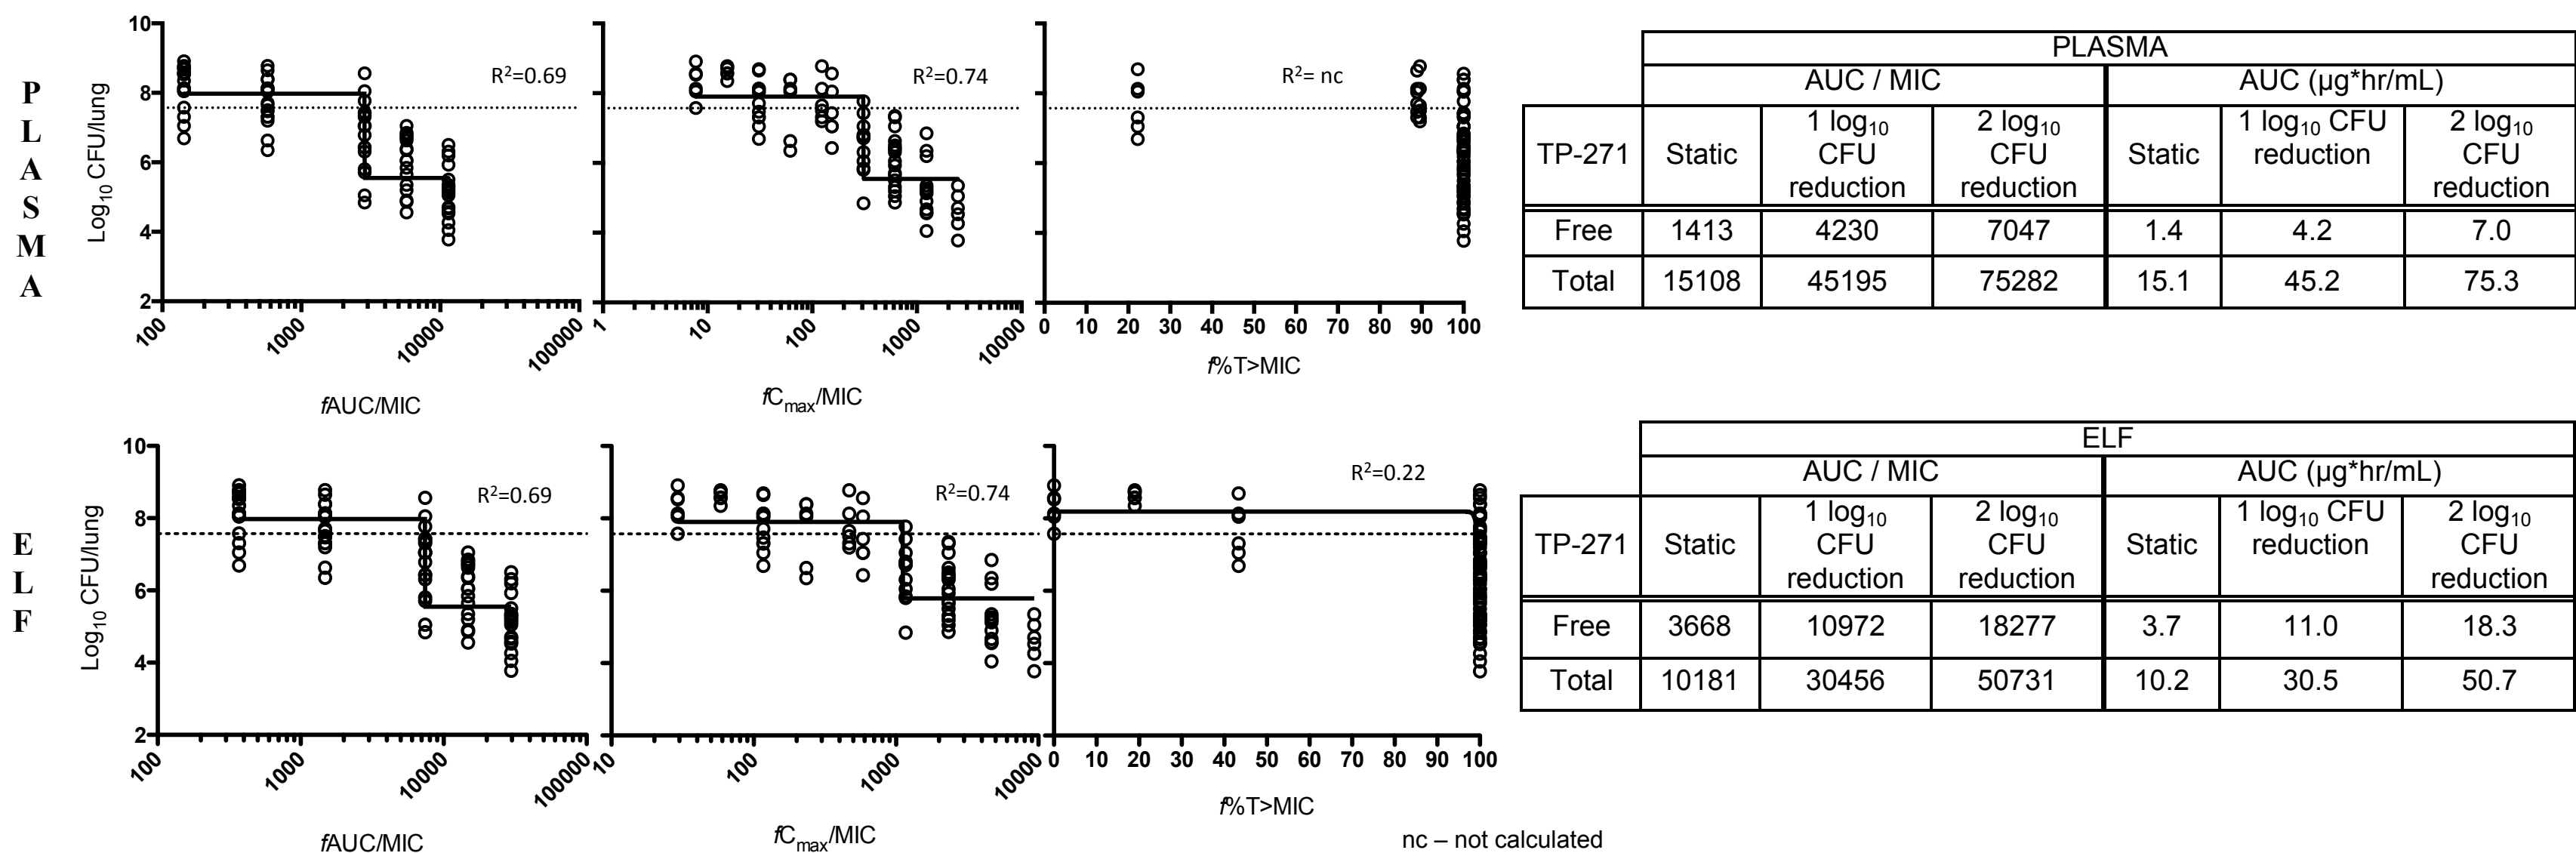 PLASMA
Log10 CFU/lung
10
8
6
4
2
R²=0.69
100 1000 10000 100000
fAUC/MIC
R²=0.74
1 10 100 1000 100000
fCmax/MIC
R²= nc
0 10 20 30 40 50 60 70 80 90 100
f%T>MIC
PLASMA
AUC / MIC AUC (µg*hr/mL)
TP-271 Static 1 log10 CFU reduction 2 log10 CFU reduction Static 1 log10 CFU reduction 2 log10 CFU reduction
Free 1413 4230 7047 1.4 4.2 7.0
Total 15108 45195 75282 15.1 45.2 75.3
ELF
Log10 CFU/lung
10
8
6
4
2
R²=0.69
100 1000 10000 100000
fAUC/MIC
R²=0.74
10 100 1000 10000
fCmax/MIC
R²=0.22
0 10 20 30 40 50 60 70 80 90 100
f%T>MIC
ELF
AUC / MIC AUC (µg*hr/mL)
TP-271 Static 1 log10 CFU reduction 2 log10 CFU reduction Static 1 log10 CFU reduction 2 log10 CFU reduction
Free 3668 10972 18277 3.7 11.0 18.3
Total 10181 30456 50731 10.2 30.5 50.7
nc – not calculated